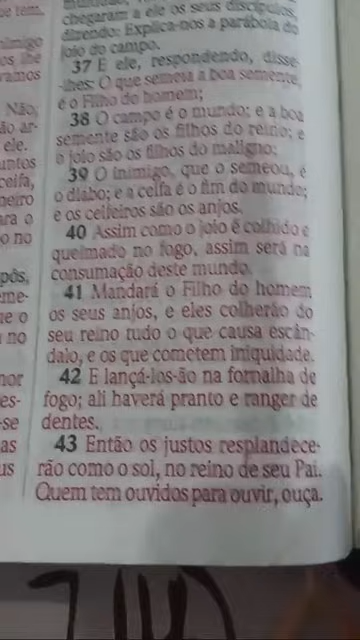 chegaram a ele os seus discípulos,
dizendo: Explica-nos a parábola do
joio do campo.
37 E ele, respondendo, disse-
-lhes: O que semeia a boa semente,
é o Filho do homem;
38 O campo é o mundo; e a boa
semente são os filhos do reino; e
o joio são os filhos do maligno;
39 O inimigo, que o semeou, é
o diabo; e a ceifa é o fim do mundo;
e os ceifeiros são os anjos.
40 Assim como o joio é colhido e
queimado no fogo, assim será na
consumação deste mundo.
41 Mandará o Filho do homem
os seus anjos, e eles colherão do
seu reino tudo o que causa escân-
dalo, e os que cometem iniquidade.
42 E lançá-los-ão na fornalha de
fogo; ali haverá pranto e ranger de
dentes.
43 Então os justos resplandece-
rão como o sol, no reino de seu Pai.
Quem tem ouvidos para ouvir, ouça.